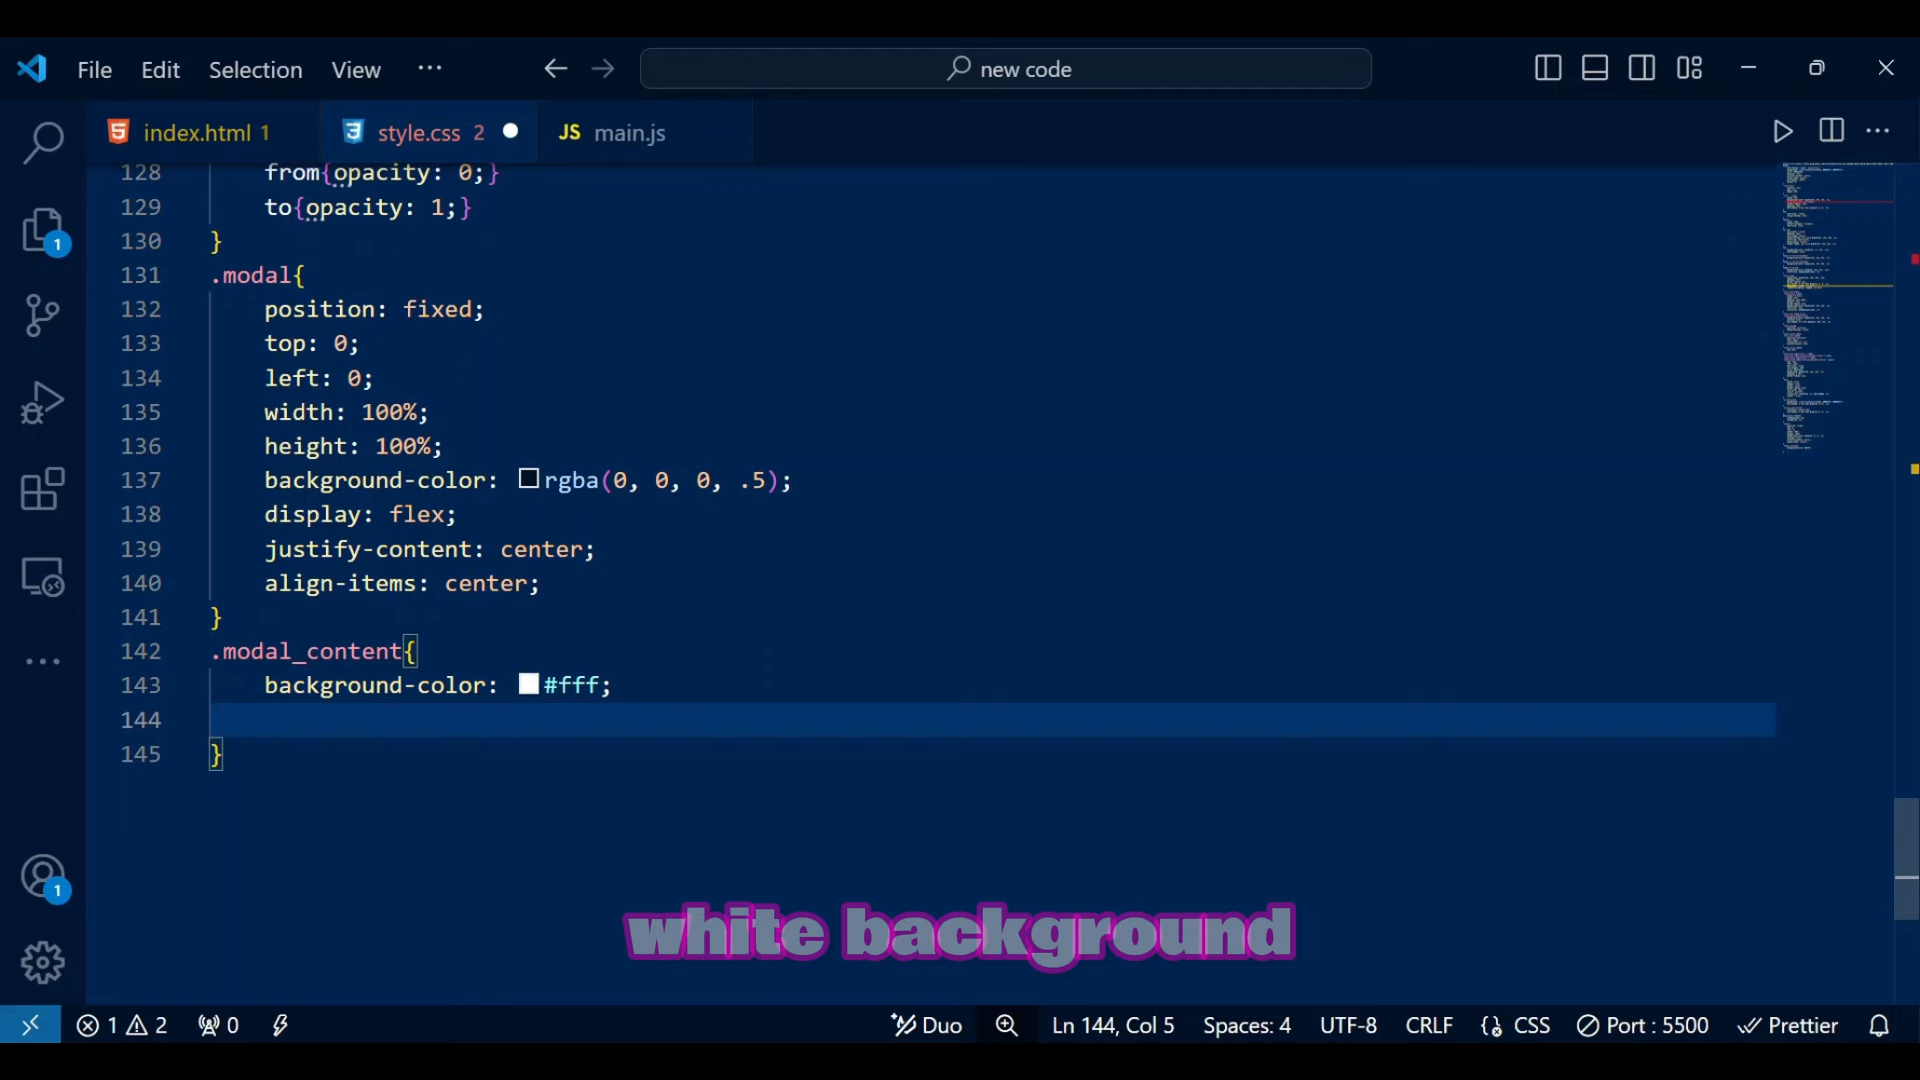 File Edit Selection View ··· new code
index.html 1 style.css 2 JS main.js
128 from{opacity: 0;}
129 to{opacity: 1;}
130 }
131 .modal{
132 position: fixed;
133 top: 0;
134 left: 0;
135 width: 100%;
136 height: 100%;
137 background-color: rgba(0, 0, 0, .5);
138 display: flex;
139 justify-content: center;
140 align-items: center;
141 }
142 .modal_content{
143 background-color: #fff;
144
145 }
1
1
white background
1 2 0 Duo Ln 144, Col 5 Spaces: 4 UTF-8 CRLF CSS Port : 5500 Prettier